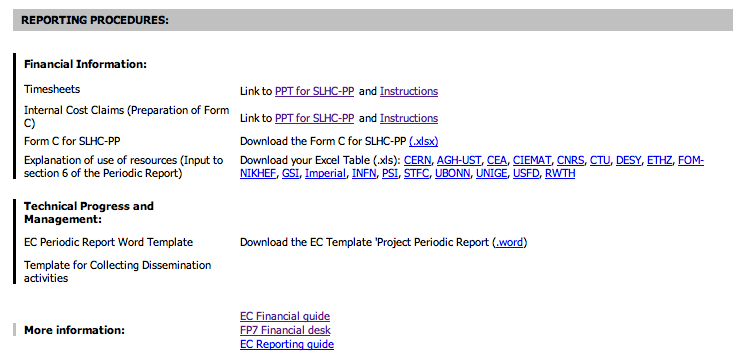 REPORTING PROCEDURES:
Financial Information:
Timesheets Link to PPT for SLHC-PP and Instructions
Internal Cost Claims (Preparation of Form
C) Link to PPT for SLHC-PP and Instructions
Form C for SLHC-PP Download the Form C for SLHC-PP (.xlsx)
Explanation of use of resources (Input to Download your Excel Table (.xls): CERN, AGH-UST, CEA, CIEMAT, CNRS, CTU, DESY, ETHZ, FOM-
section 6 of the Periodic Report) NIKHEF, GSI, Imperial, INFN, PSI, STFC, UBONN, UNIGE, USFD, RWTH
Technical Progress and
Management:
EC Periodic Report Word Template Download the EC Template 'Project Periodic Report (.word)
Template for Collecting Dissemination
activities
EC Financial guide
More information: FP7 Financial desk
EC Reporting guide